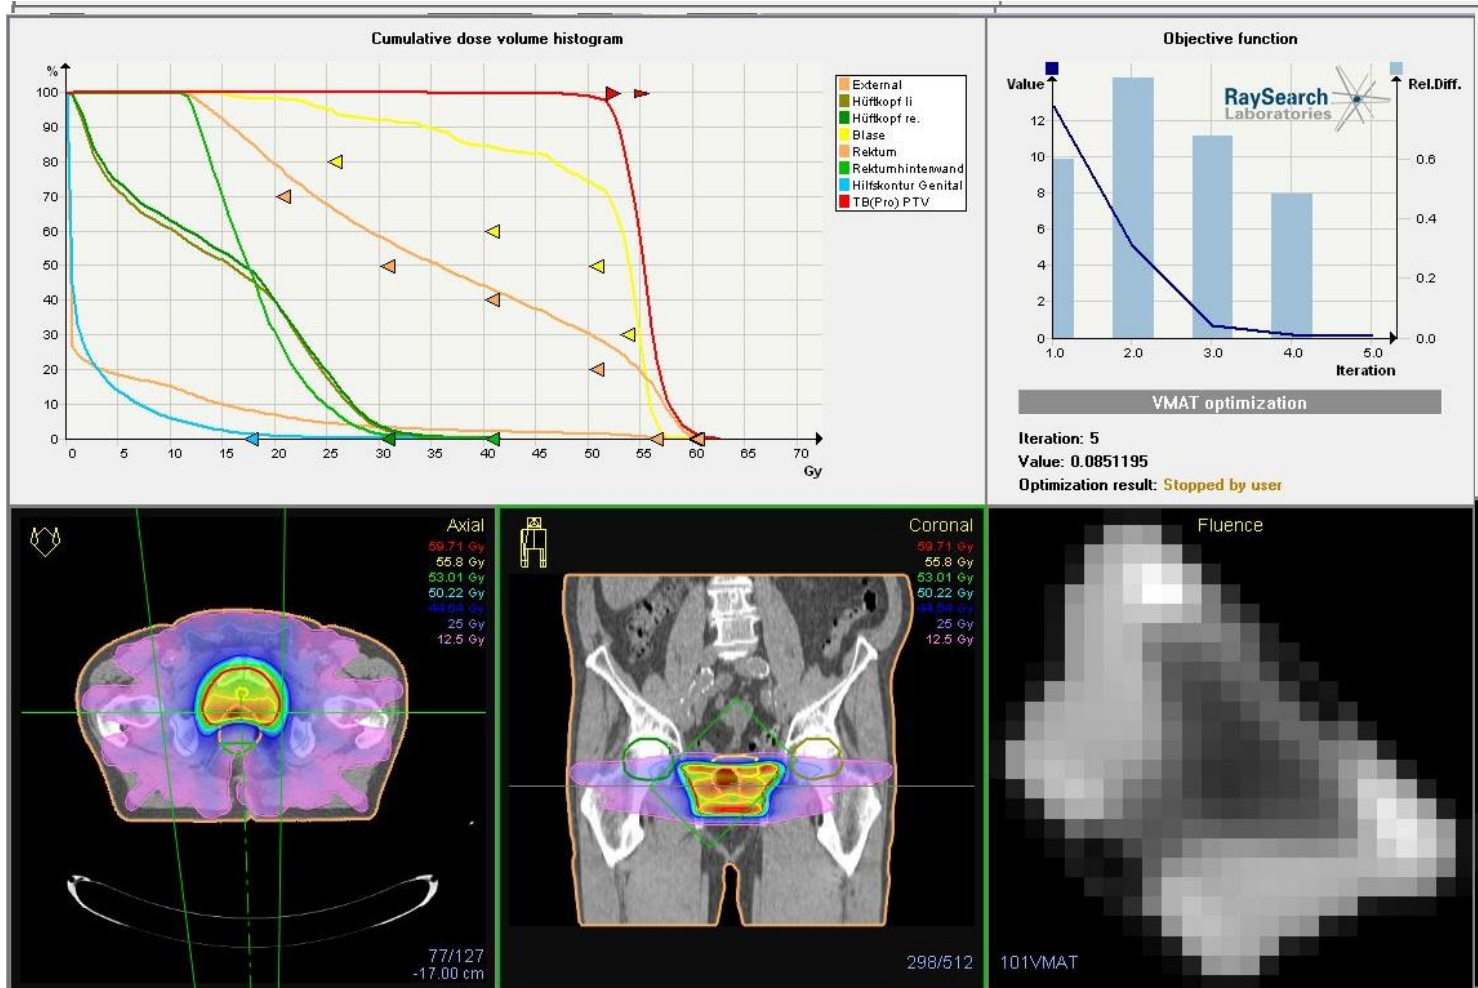 Cumulative dose volume histogram
%
100
90
80
70
60
50
40
30
20
10
0
0 5 10 15 20 25 30 35 40 45 50 55 60 65 70
Gy
External
Hüftkopf li
Hüftkopf re.
Blase
Rektum
Rektumhinterwand
Hilfskontur Genital
TB(Pro) PTV
Objective function
Value
Rel.Diff.
RaySearch
Laboratories
12
10
8
6
4
2
0
0.6
0.4
0.2
0.0
1.0 2.0 3.0 4.0 5.0
Iteration
VMAT optimization
Iteration: 5
Value: 0.0851195
Optimization result: Stopped by user
Axial
59.71 Gy
55.8 Gy
53.01 Gy
50.22 Gy
44.64 Gy
25 Gy
12.5 Gy
77/127
-17.00 cm
Coronal
59.71 Gy
55.8 Gy
53.01 Gy
50.22 Gy
44.64 Gy
25 Gy
12.5 Gy
298/512
Fluence
101VMAT